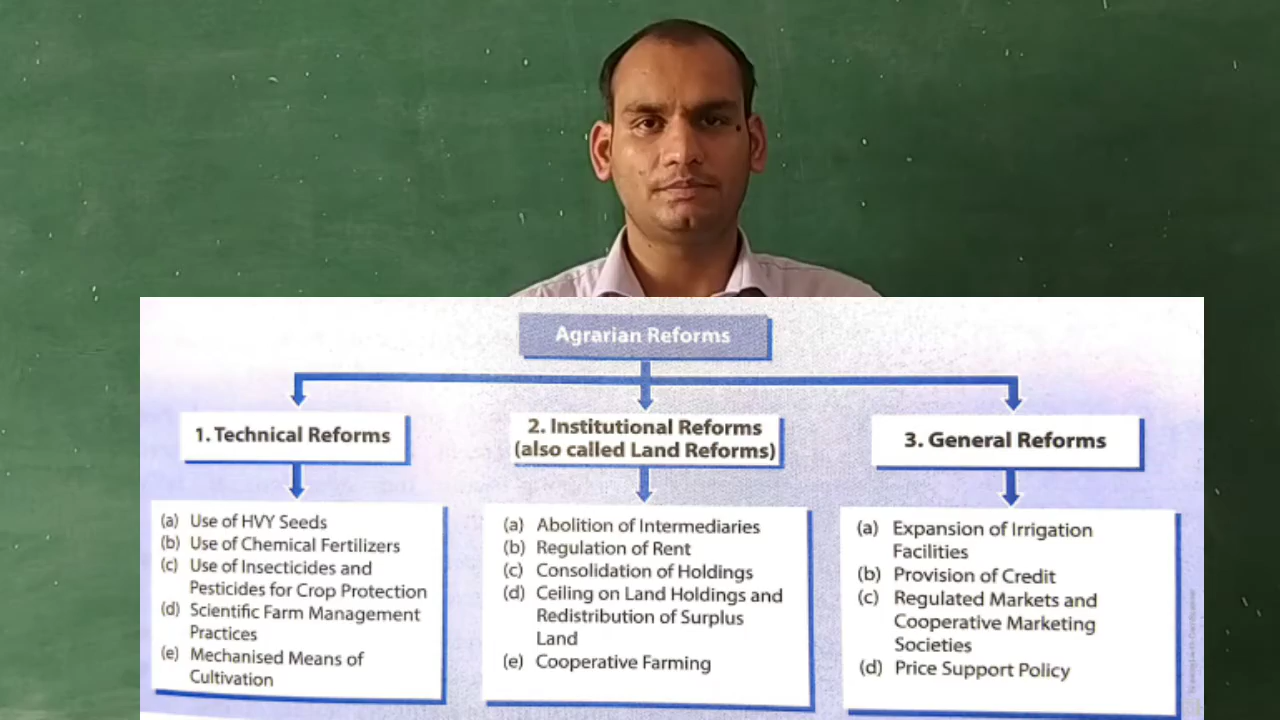 Agrarian Reforms
1. Technical Reforms
(a) Use of HVY Seeds
(b) Use of Chemical Fertilizers
(c) Use of Insecticides and
Pesticides for Crop Protection
(d) Scientific Farm Management
Practices
(e) Mechanised Means of
Cultivation
2. Institutional Reforms
(also called Land Reforms)
(a) Abolition of Intermediaries
(b) Regulation of Rent
(c) Consolidation of Holdings
(d) Ceiling on Land Holdings and
Redistribution of Surplus
Land
(e) Cooperative Farming
3. General Reforms
(a) Expansion of Irrigation
Facilities
(b) Provision of Credit
(c) Regulated Markets and
Cooperative Marketing
Societies
(d) Price Support Policy